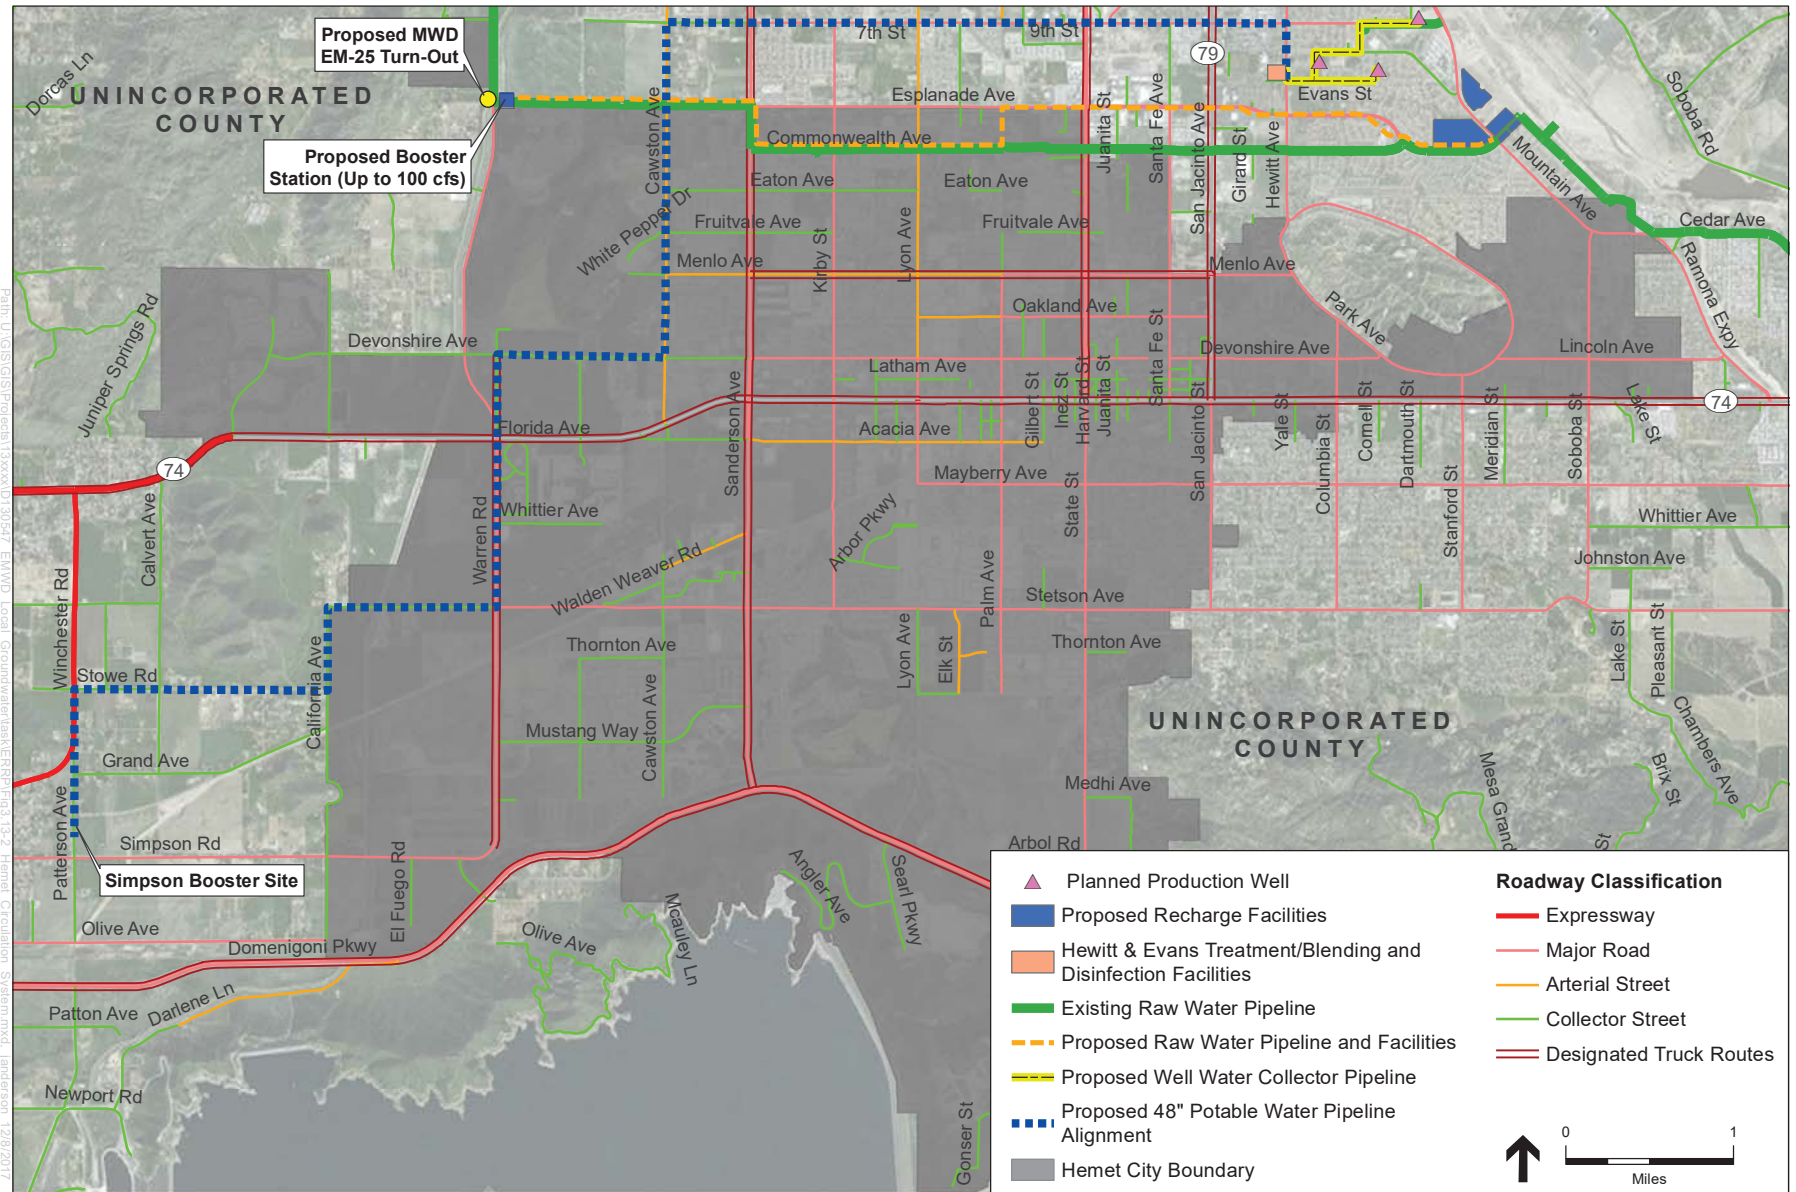 Proposed MWD
EM-25 Turn-Out
Dorcas Ln
UNINCORPORATED
COUNTY
Proposed Booster
Station (Up to 100 cfs)
7th St
9th St
79
Esplanade Ave
Evans St
Commonwealth Ave
Cawston Ave
Juanita St
Santa Fe Ave
San Jacinto Ave
Girard St
Hewitt Ave
Soboba Rd
Mountain Ave
Cedar Ave
Ramona Expy
Eaton Ave
Eaton Ave
White Pepper Dr
Fruitvale Ave
Fruitvale Ave
Menlo Ave
Menlo Ave
Kirby St
Lyon Ave
Oakland Ave
Park Ave
Juniper Springs Rd
Devonshire Ave
Devonshire Ave
Lincoln Ave
Latham Ave
Santa Fe St
Sanderson Ave
Gilbert St
Inez St
Harvard St
Juanita St
San Jacinto St
Yale St
Columbia St
Cornell St
Dartmouth St
Stanford St
Meridian St
Soboba St
Lake St
74
Florida Ave
Acacia Ave
74
Mayberry Ave
State St
Calvert Ave
Winchester Rd
Warren Rd
Whittier Ave
Whittier Ave
Arbor Pkwy
Walden Weaver Rd
Johnston Ave
Palm Ave
Stetson Ave
California Ave
Stowe Rd
Thornton Ave
Thornton Ave
Lyon Ave
Elk St
Lake St
Pleasant St
Chambers Ave
Mustang Way
Cawston Ave
UNINCORPORATED
COUNTY
Grand Ave
Medhi Ave
Mesa Grand
Brix St
St
Patterson Ave
Simpson Rd
Arbol Rd
Simpson Booster Site
El Fuego Rd
Angler Ave
Searl Pkwy
Mcauley Ln
Olive Ave
Olive Ave
Domenigoni Pkwy
Patton Ave
Darlene Ln
Newport Rd
Gonser St
Planned Production Well
Proposed Recharge Facilities
Hewitt & Evans Treatment/Blending and
Disinfection Facilities
Existing Raw Water Pipeline
Proposed Raw Water Pipeline and Facilities
Proposed Well Water Collector Pipeline
Proposed 48" Potable Water Pipeline
Alignment
Hemet City Boundary
Roadway Classification
Expressway
Major Road
Arterial Street
Collector Street
Designated Truck Routes
0 1
Miles